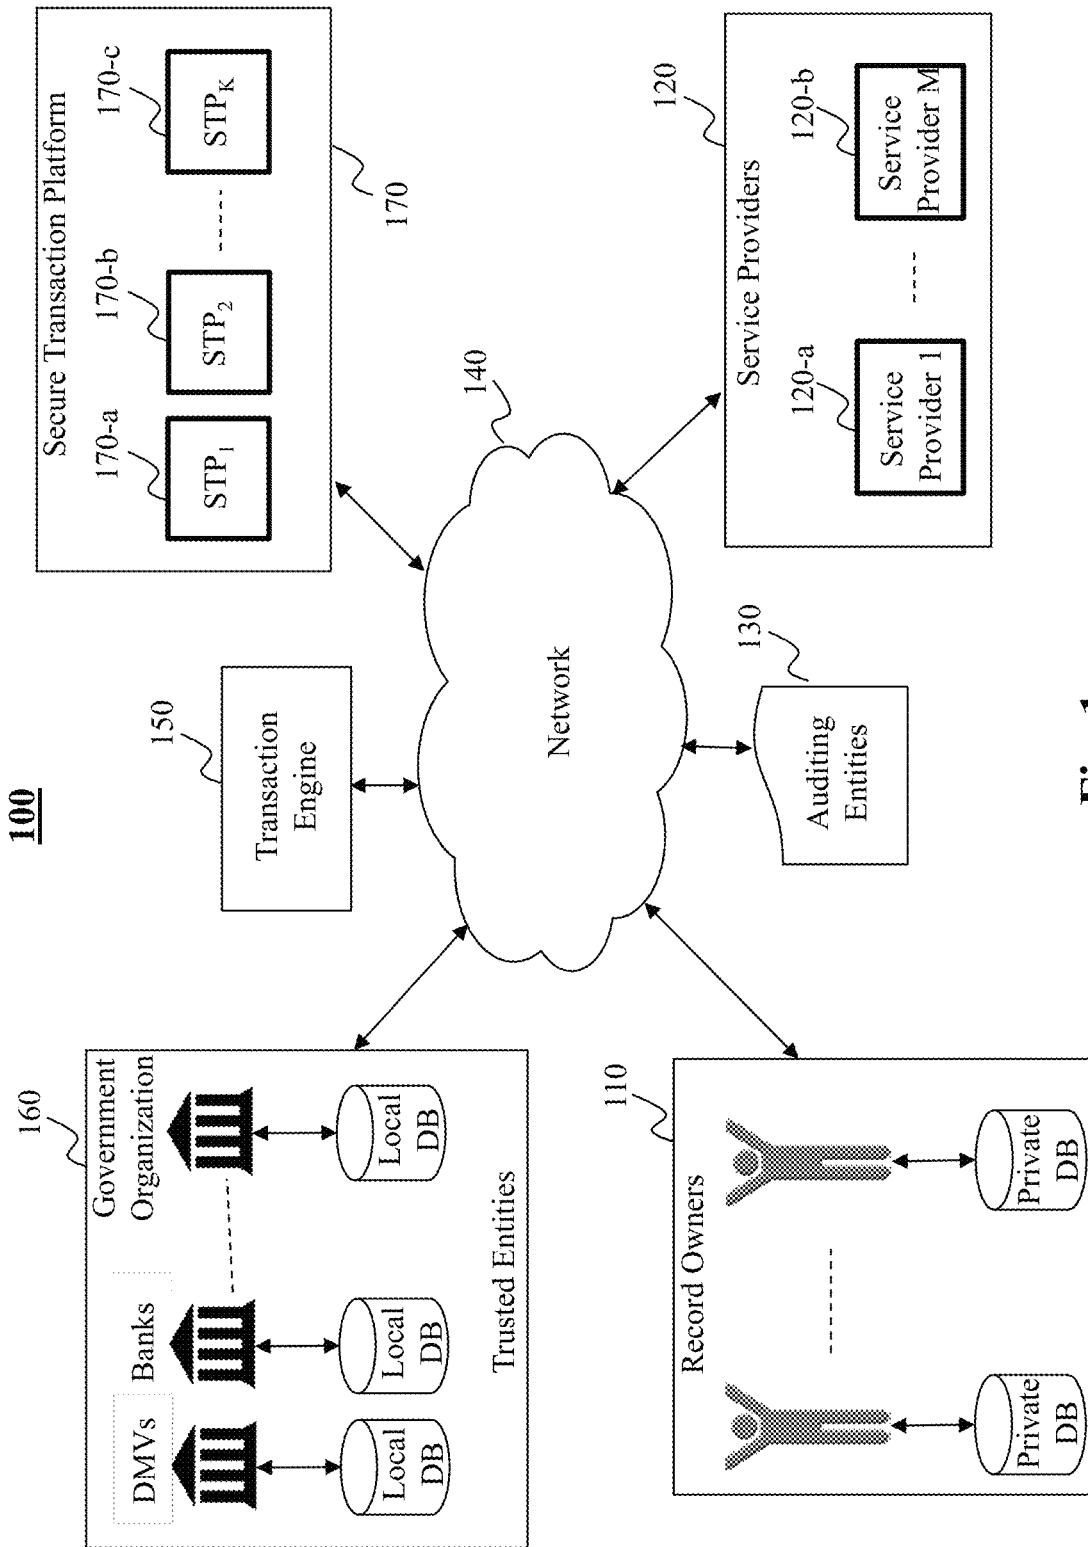 100
160
Government
Organization
Banks
DMVs
Local
DB
Local
DB
Local
DB
Trusted Entities
150
Transaction
Engine
Secure Transaction Platform
170-a
170-b
170-c
STP1
STP2
STPK
170
140
Network
110
Record Owners
Private
DB
Private
DB
130
Auditing
Entities
120
Service Providers
120-a
120-b
Service
Provider 1
Service
Provider M